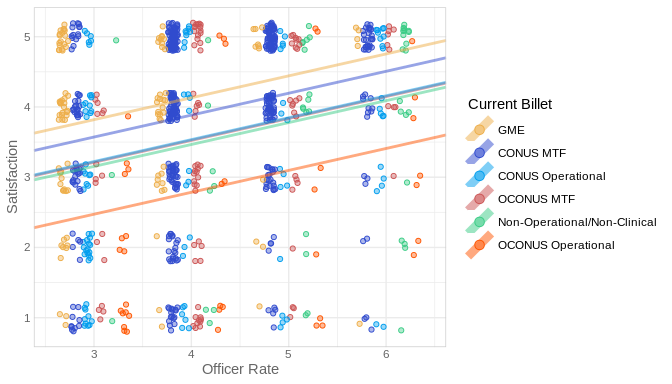 Current Billet
GME
CONUS MTF
CONUS Operational
OCONUS MTF
Non-Operational/Non-Clinical
OCONUS Operational
Satisfaction
5
4
3
2
1
3
4
5
6
Officer Rate